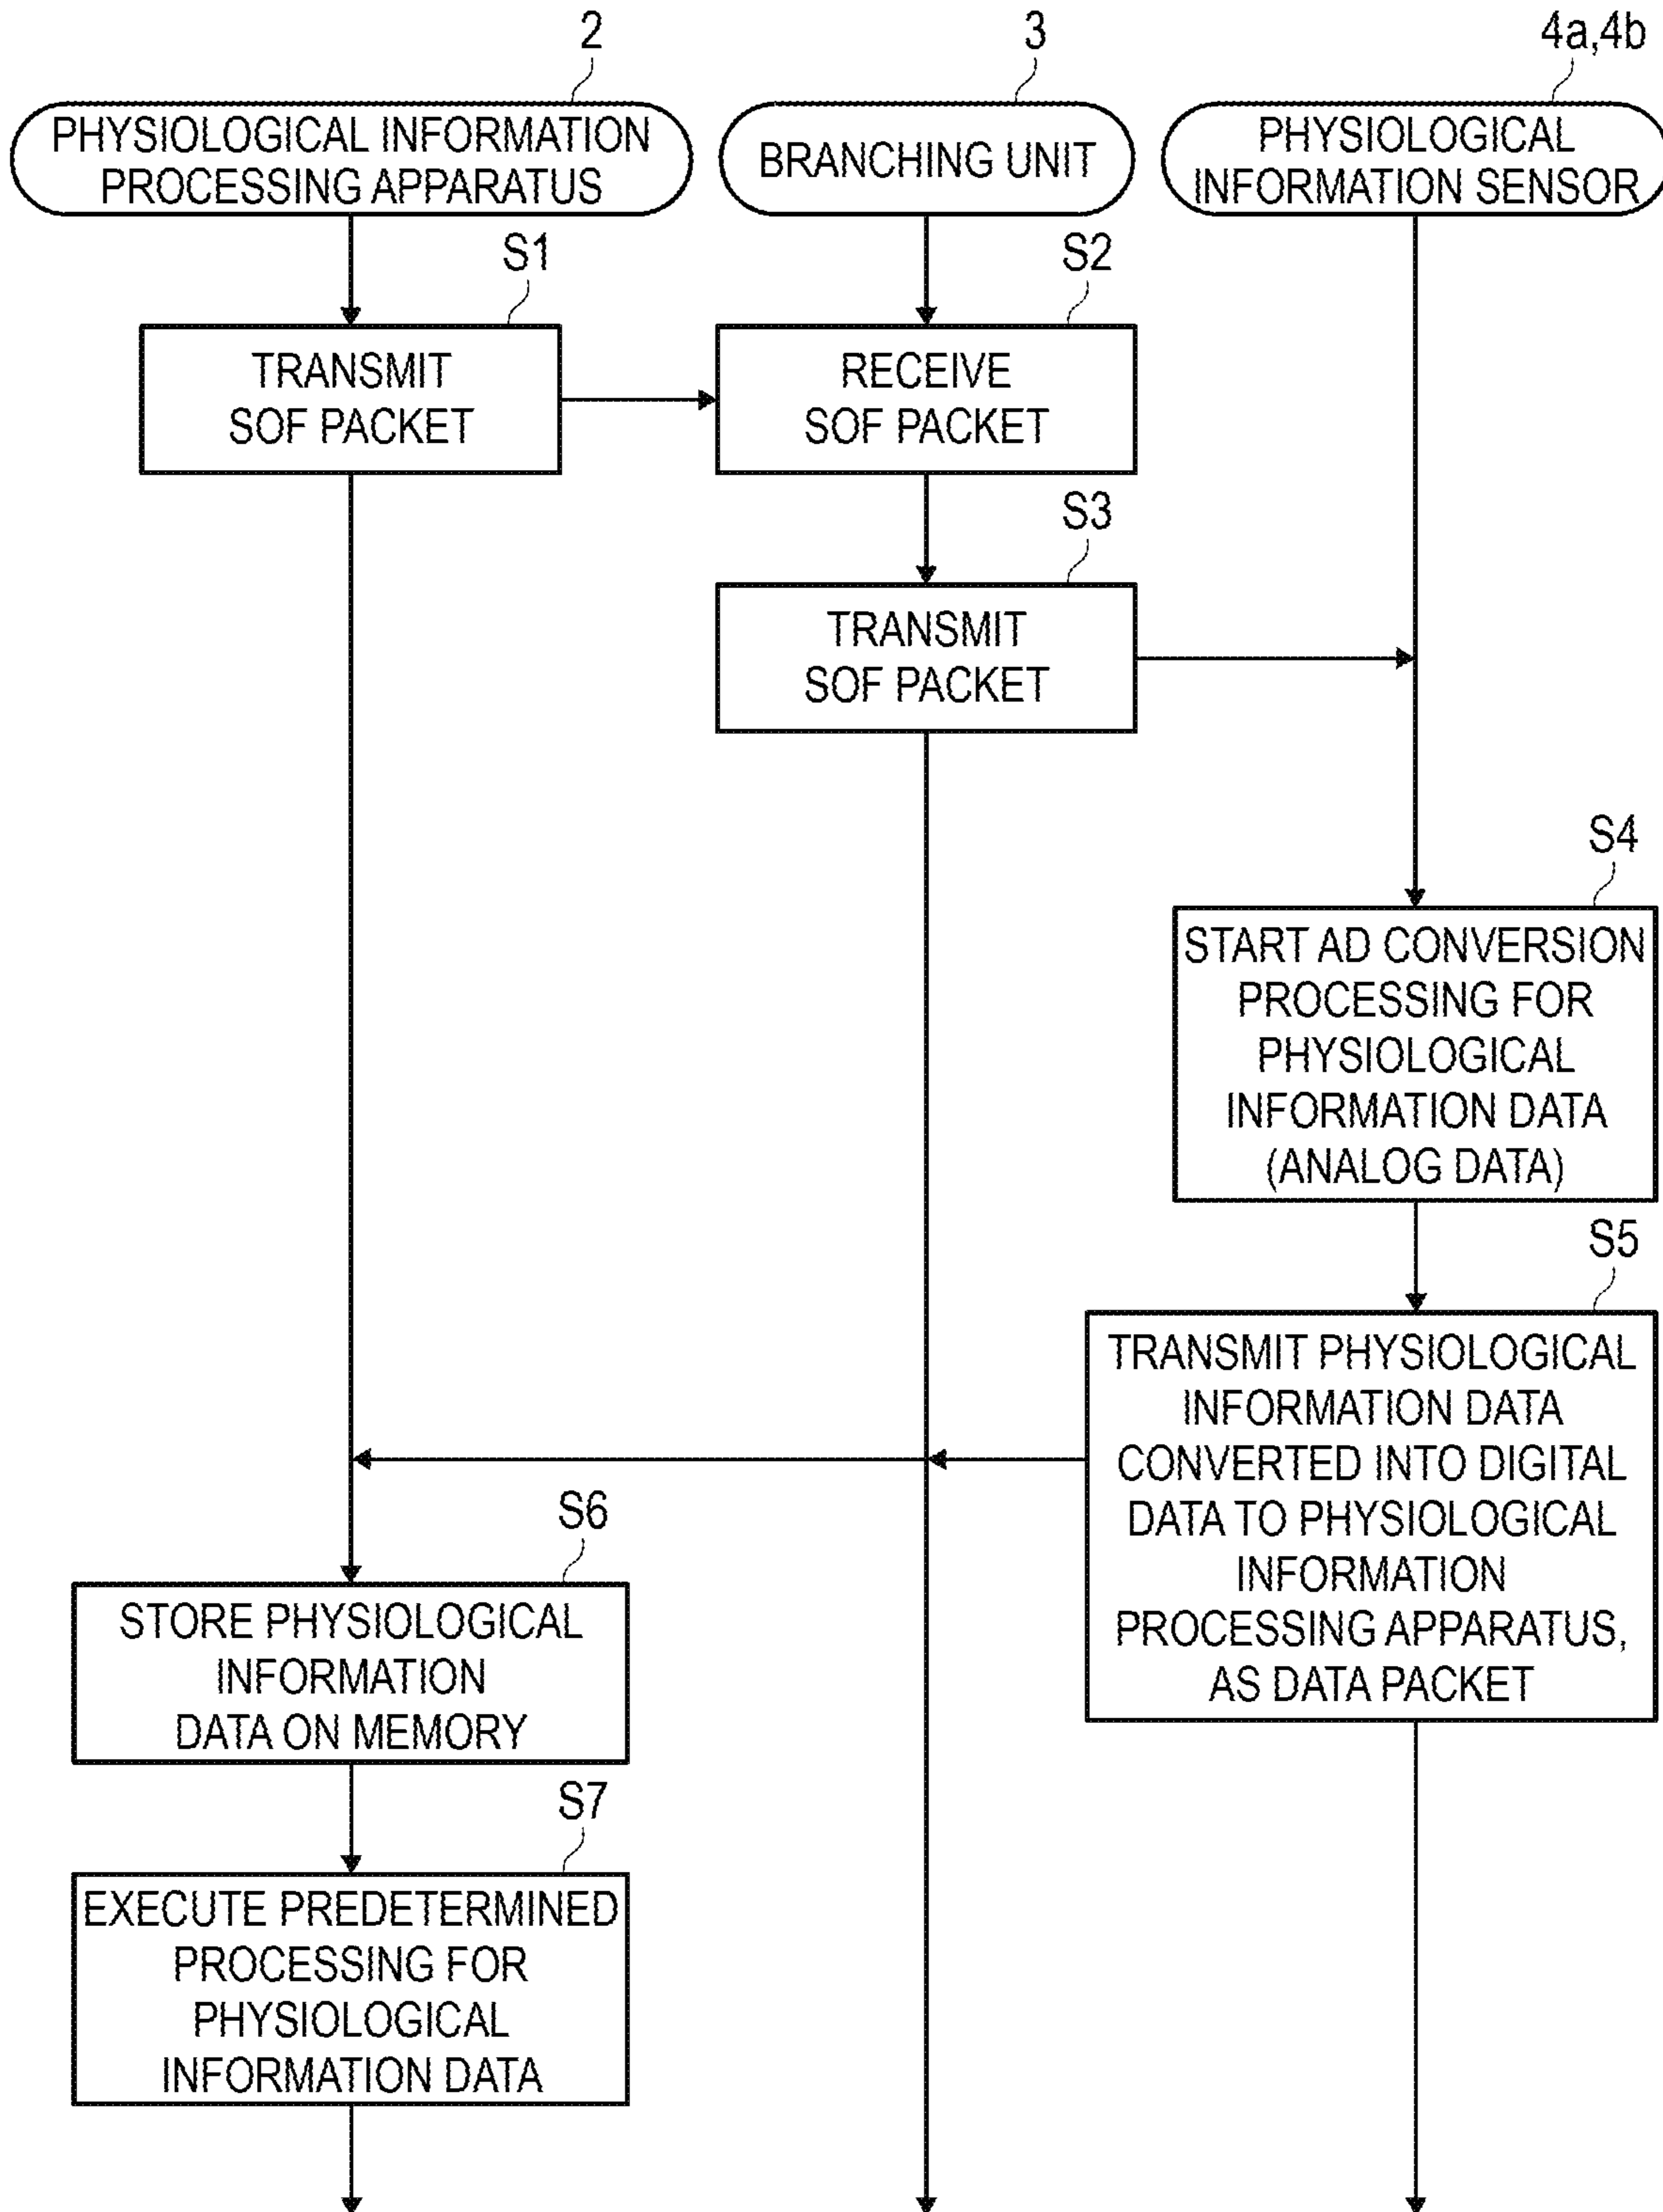 2
3
4a,4b
PHYSIOLOGICAL INFORMATION
PROCESSING APPARATUS
BRANCHING UNIT
PHYSIOLOGICAL
INFORMATION SENSOR
S1
TRANSMIT
SOF PACKET
S2
RECEIVE
SOF PACKET
S3
TRANSMIT
SOF PACKET
S4
START AD CONVERSION
PROCESSING FOR
PHYSIOLOGICAL
INFORMATION DATA
(ANALOG DATA)
S5
TRANSMIT PHYSIOLOGICAL
INFORMATION DATA
CONVERTED INTO DIGITAL
DATA TO PHYSIOLOGICAL
INFORMATION
PROCESSING APPARATUS,
AS DATA PACKET
S6
STORE PHYSIOLOGICAL
INFORMATION
DATA ON MEMORY
S7
EXECUTE PREDETERMINED
PROCESSING FOR
PHYSIOLOGICAL
INFORMATION DATA